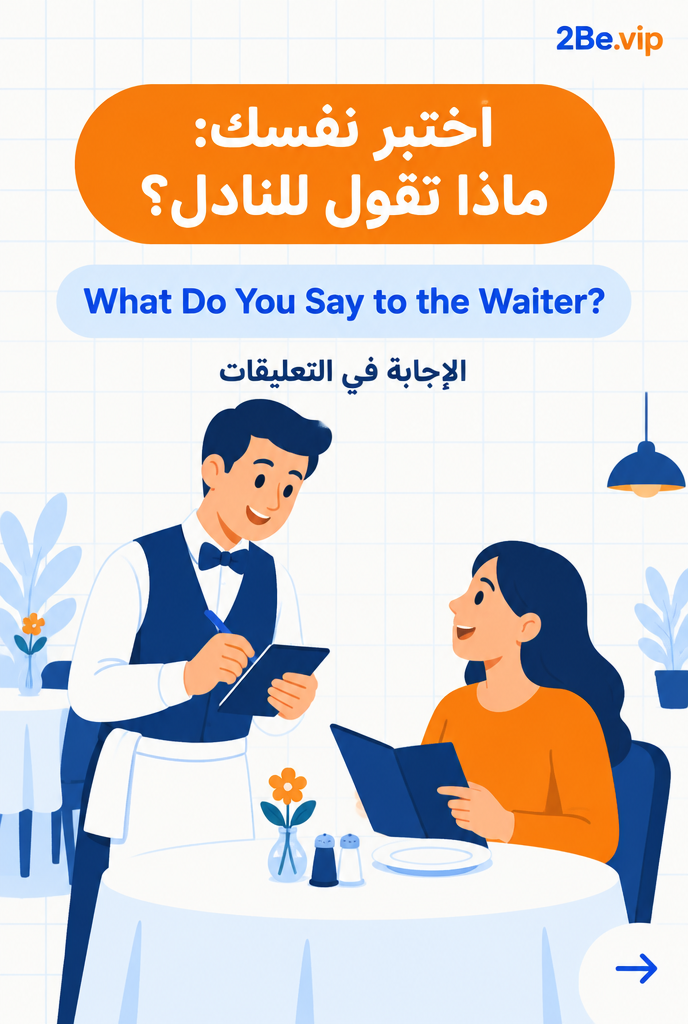 2Be.vip
اختبر نفسك:
ماذا تقول للنادل؟
What Do You Say to the Waiter?
الإجابة في التعليقات